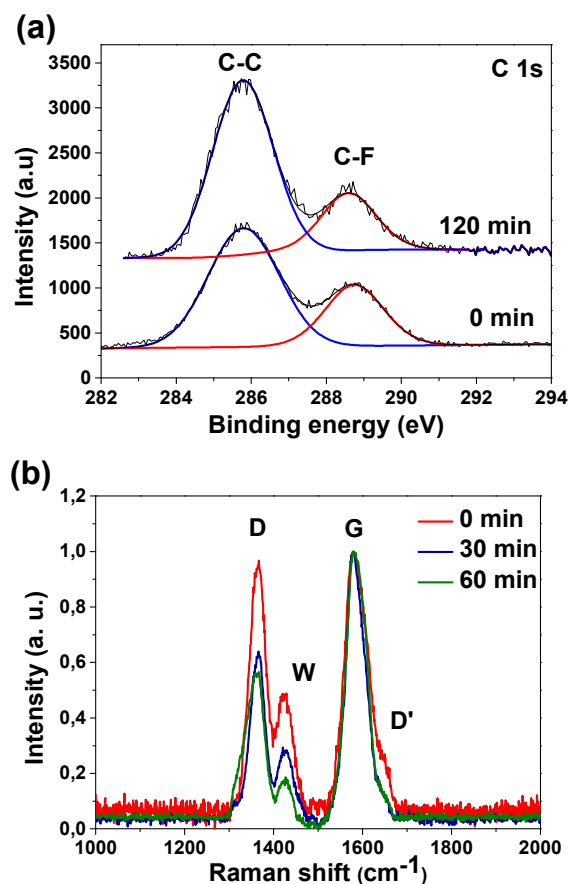 (a)
C-C
C 1s
C-F
120 min
0 min
3500
3000
2500
2000
1500
1000
500
0
Intensity (a.u)
282 284 286 288 290 292 294
Binding energy (eV)
(b)
D
G
W
D'
0 min
30 min
60 min
1,2
1,0
0,8
0,6
0,4
0,2
0,0
Intensity (a. u.)
1000 1200 1400 1600 1800 2000
Raman shift (cm-1)